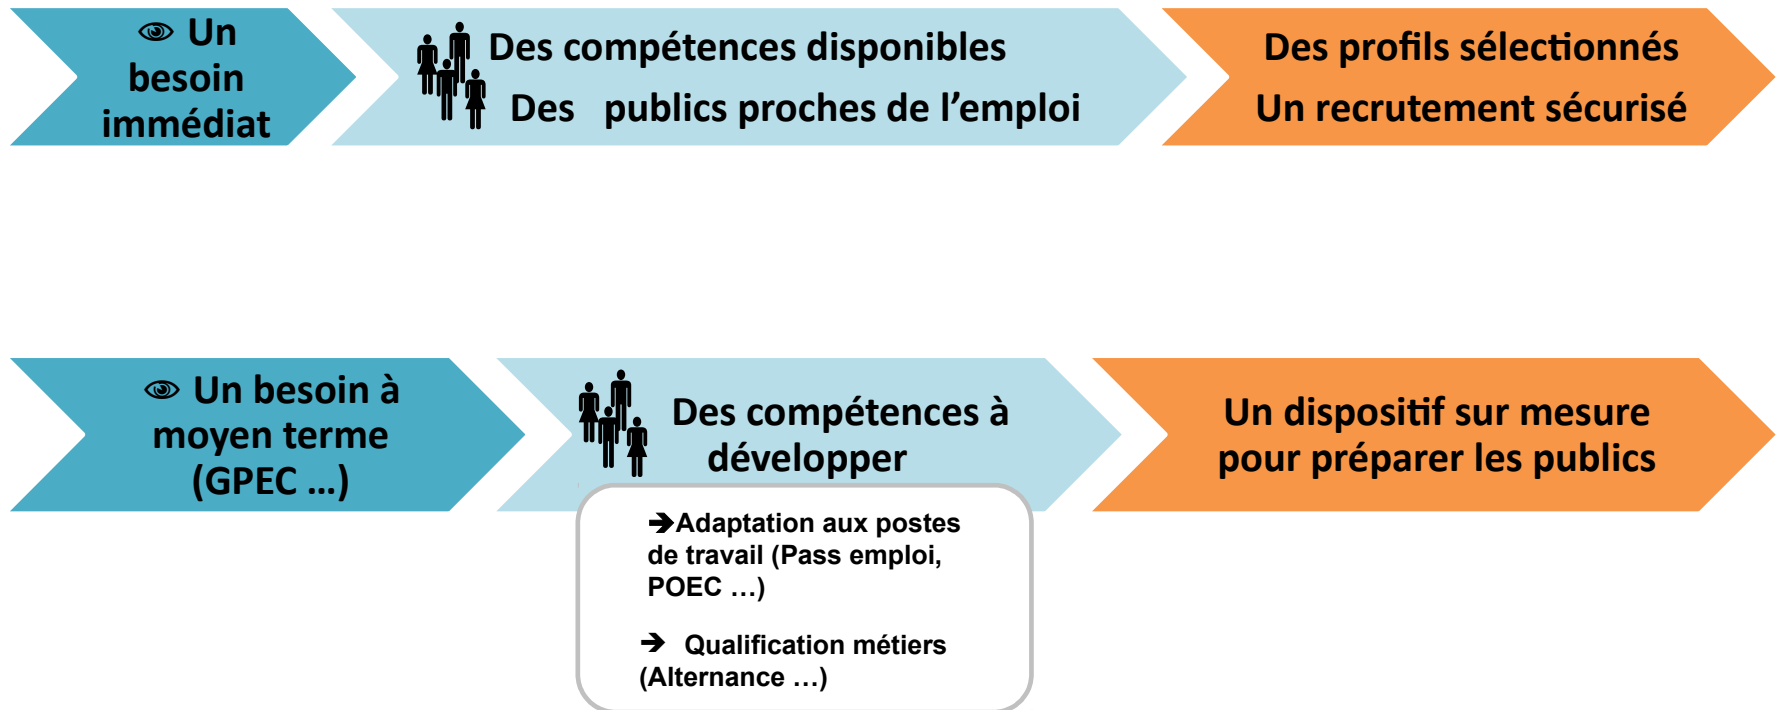 Un
besoin
immédiat
Des compétences disponibles
Des publics proches de l’emploi
Des profils sélectionnés
Un recrutement sécurisé
Un besoin à
moyen terme
(GPEC …)
Des compétences à
développer
➔Adaptation aux postes
de travail (Pass emploi,
POEC …)
➔ Qualification métiers
(Alternance …)
Un dispositif sur mesure
pour préparer les publics